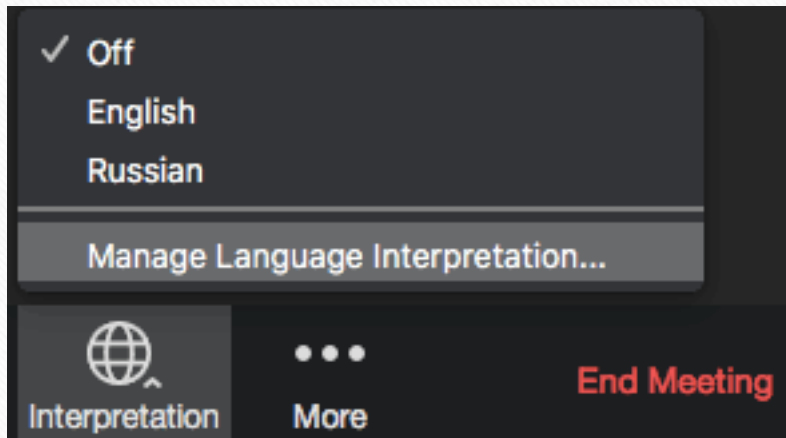 Off
English
Russian
Manage Language Interpretation...
Interpretation
More
End Meeting